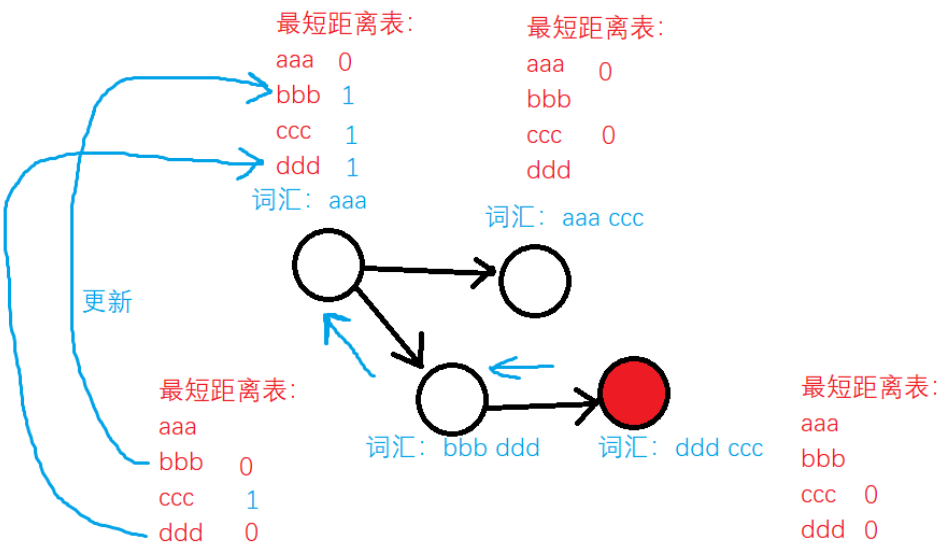 最短距离表：
aaa 0
bbb 1
ccc 1
ddd 1
词汇：aaa
最短距离表：
aaa 0
bbb
ccc 0
ddd
词汇：aaa ccc
更新
最短距离表：
aaa
bbb 0
ccc 1
ddd 0
词汇：bbb ddd
词汇：ddd ccc
最短距离表：
aaa
bbb
ccc 0
ddd 0